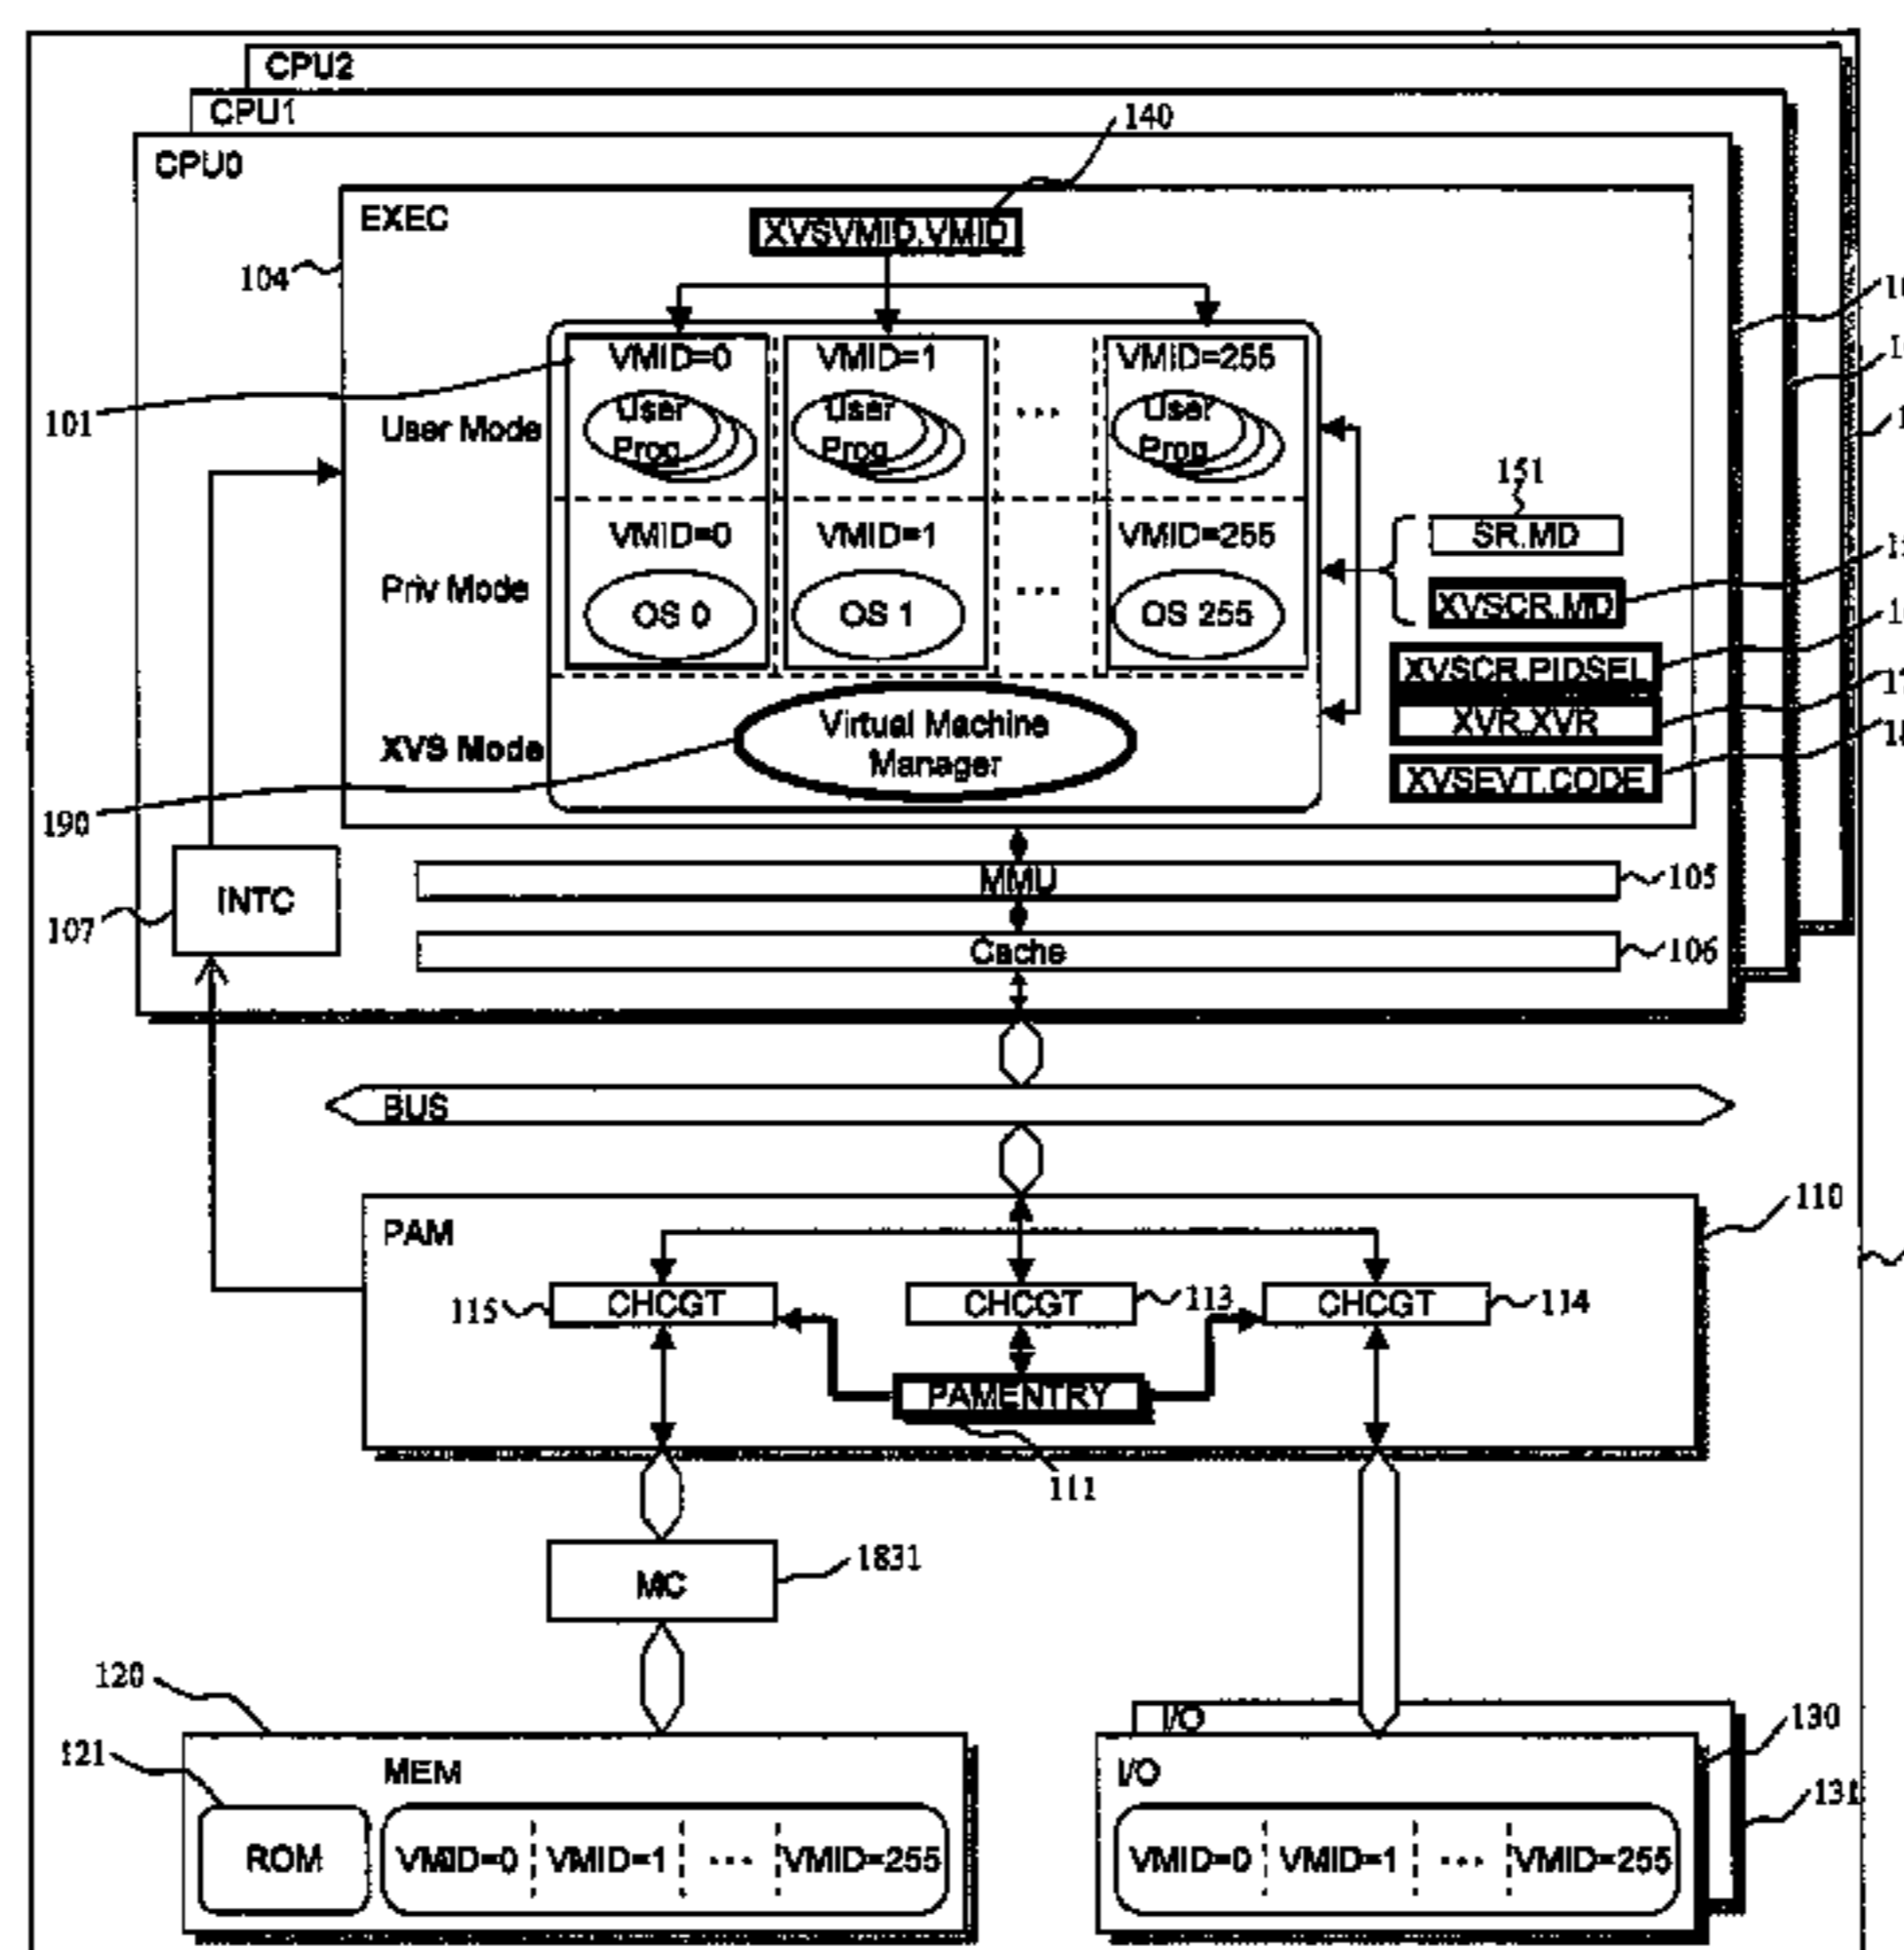 CPU2
CPU1
140
CPU0
EXEC
XVSVMID.VMID
104
VMID=0
VMID=1
VMID=255
101
User Mode
User
Prog
User
Prog
...
User
Prog
151
SR.MD
VMID=0
VMID=1
VMID=255
Priv Mode
XVSCR.MD
OS 0
OS 1
...
OS 255
XVSCR.PIDSEL
XVR.XVR
XVS Mode
Virtual Machine
Manager
XVSEVT.CODE
190
INTC
MMU
105
107
Cache
106
BUS
110
PAM
115
CHCGT
CHCGT
113
CHCGT
114
PAMENTRY
111
MC
1831
120
I/O
130
121
MEM
I/O
131
ROM
VMID=0
VMID=1
...
VMID=255
VMID=0
VMID=1
...
VMID=255